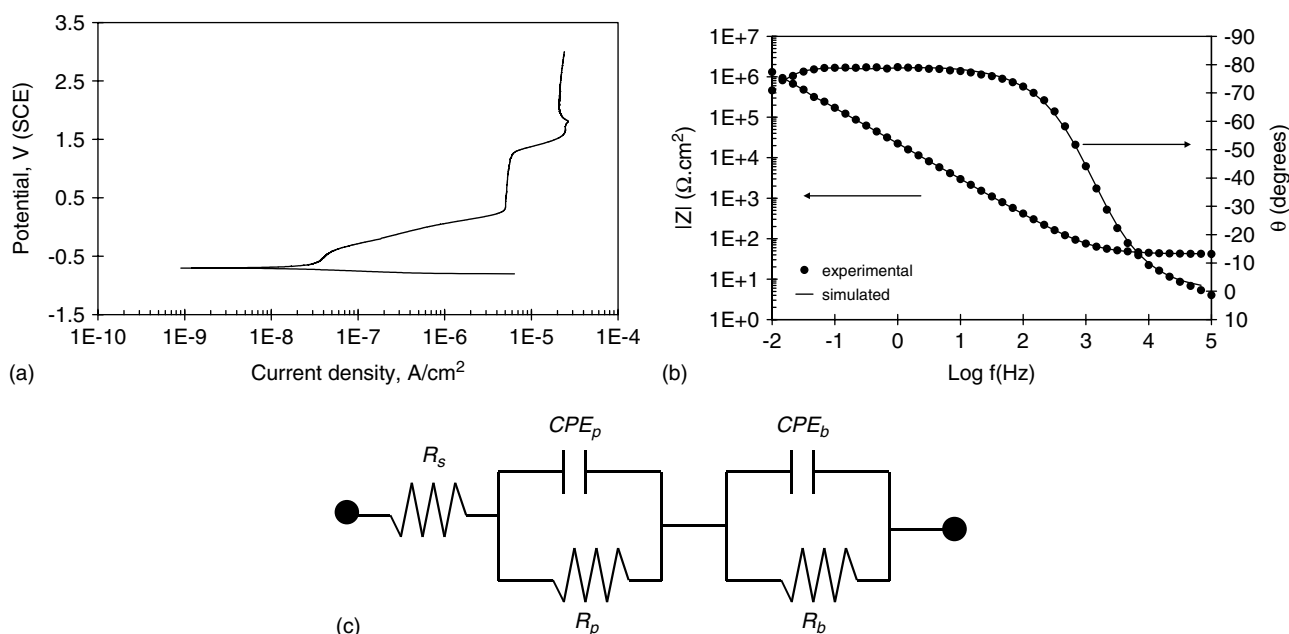 3.5
2.5
1.5
0.5
-0.5
-1.5
Potential, V (SCE)
1E-10 1E-9 1E-8 1E-7 1E-6 1E-5 1E-4
Current density, A/cm²
(a)
1E+7
1E+6
1E+5
1E+4
1E+3
1E+2
1E+1
1E+0
|Z| (Ω.cm²)
-90
-80
-70
-60
-50
-40
-30
-20
-10
0
10
θ (degrees)
experimental
simulated
-2 -1 0 1 2 3 4 5
Log f(Hz)
(b)
CPEp CPEb
Rs
Rp Rb
(c)